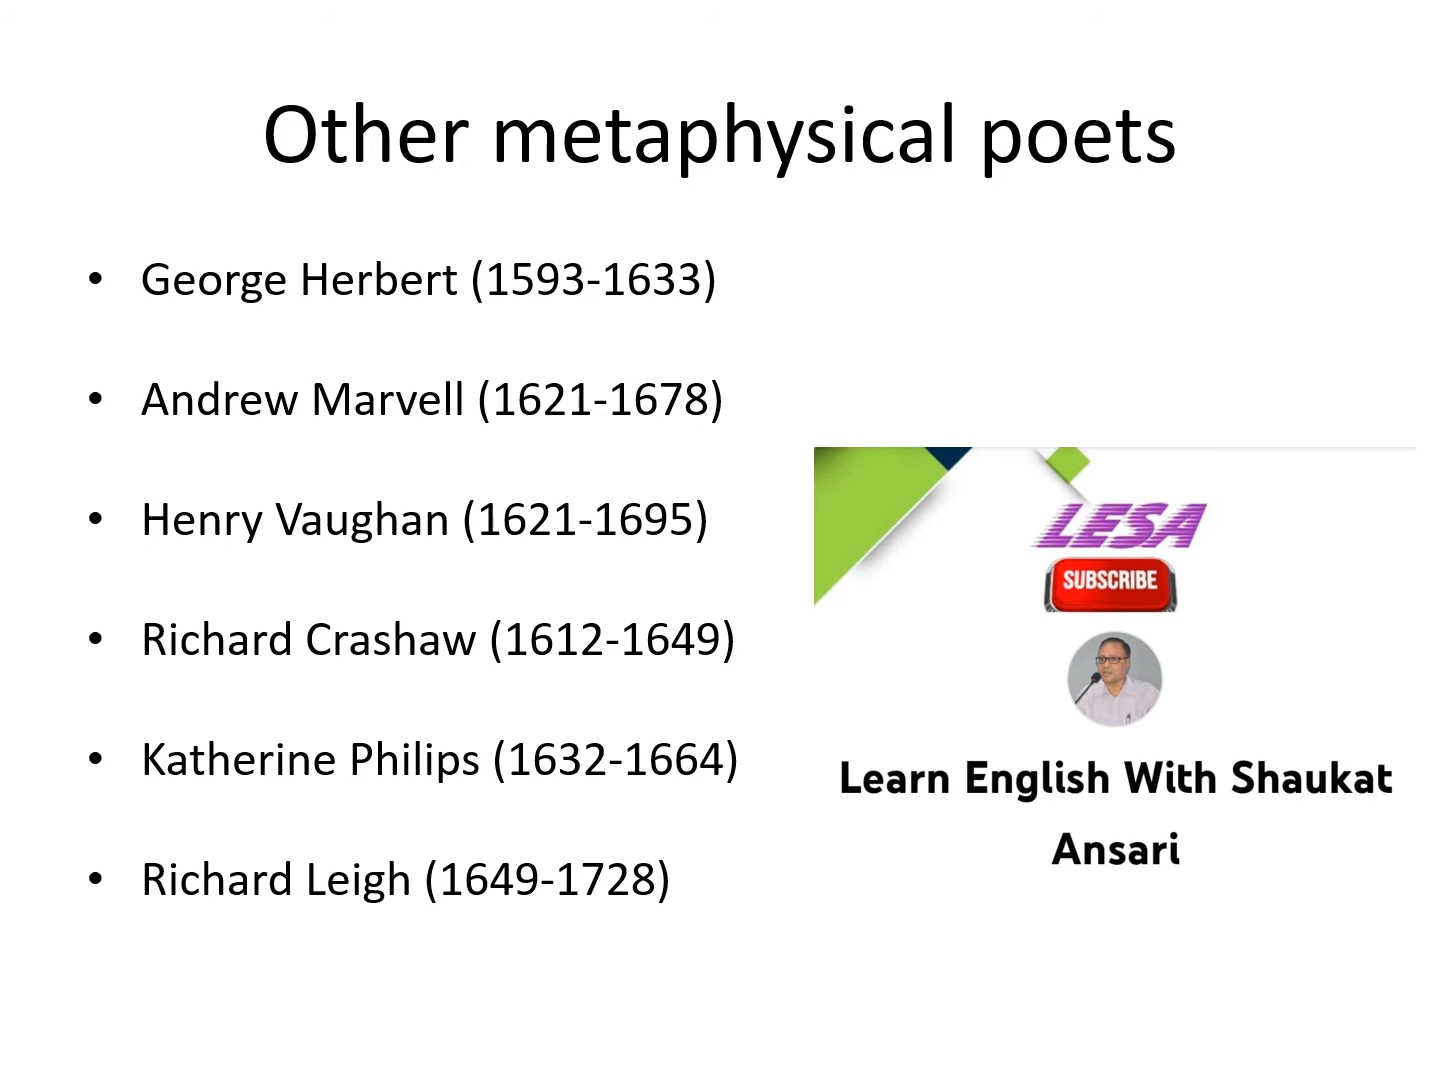 Other metaphysical poets
• George Herbert (1593-1633)
• Andrew Marvell (1621-1678)
• Henry Vaughan (1621-1695)
• Richard Crashaw (1612-1649)
• Katherine Philips (1632-1664)
• Richard Leigh (1649-1728)
LESA
SUBSCRIBE
Learn English With Shaukat
Ansari